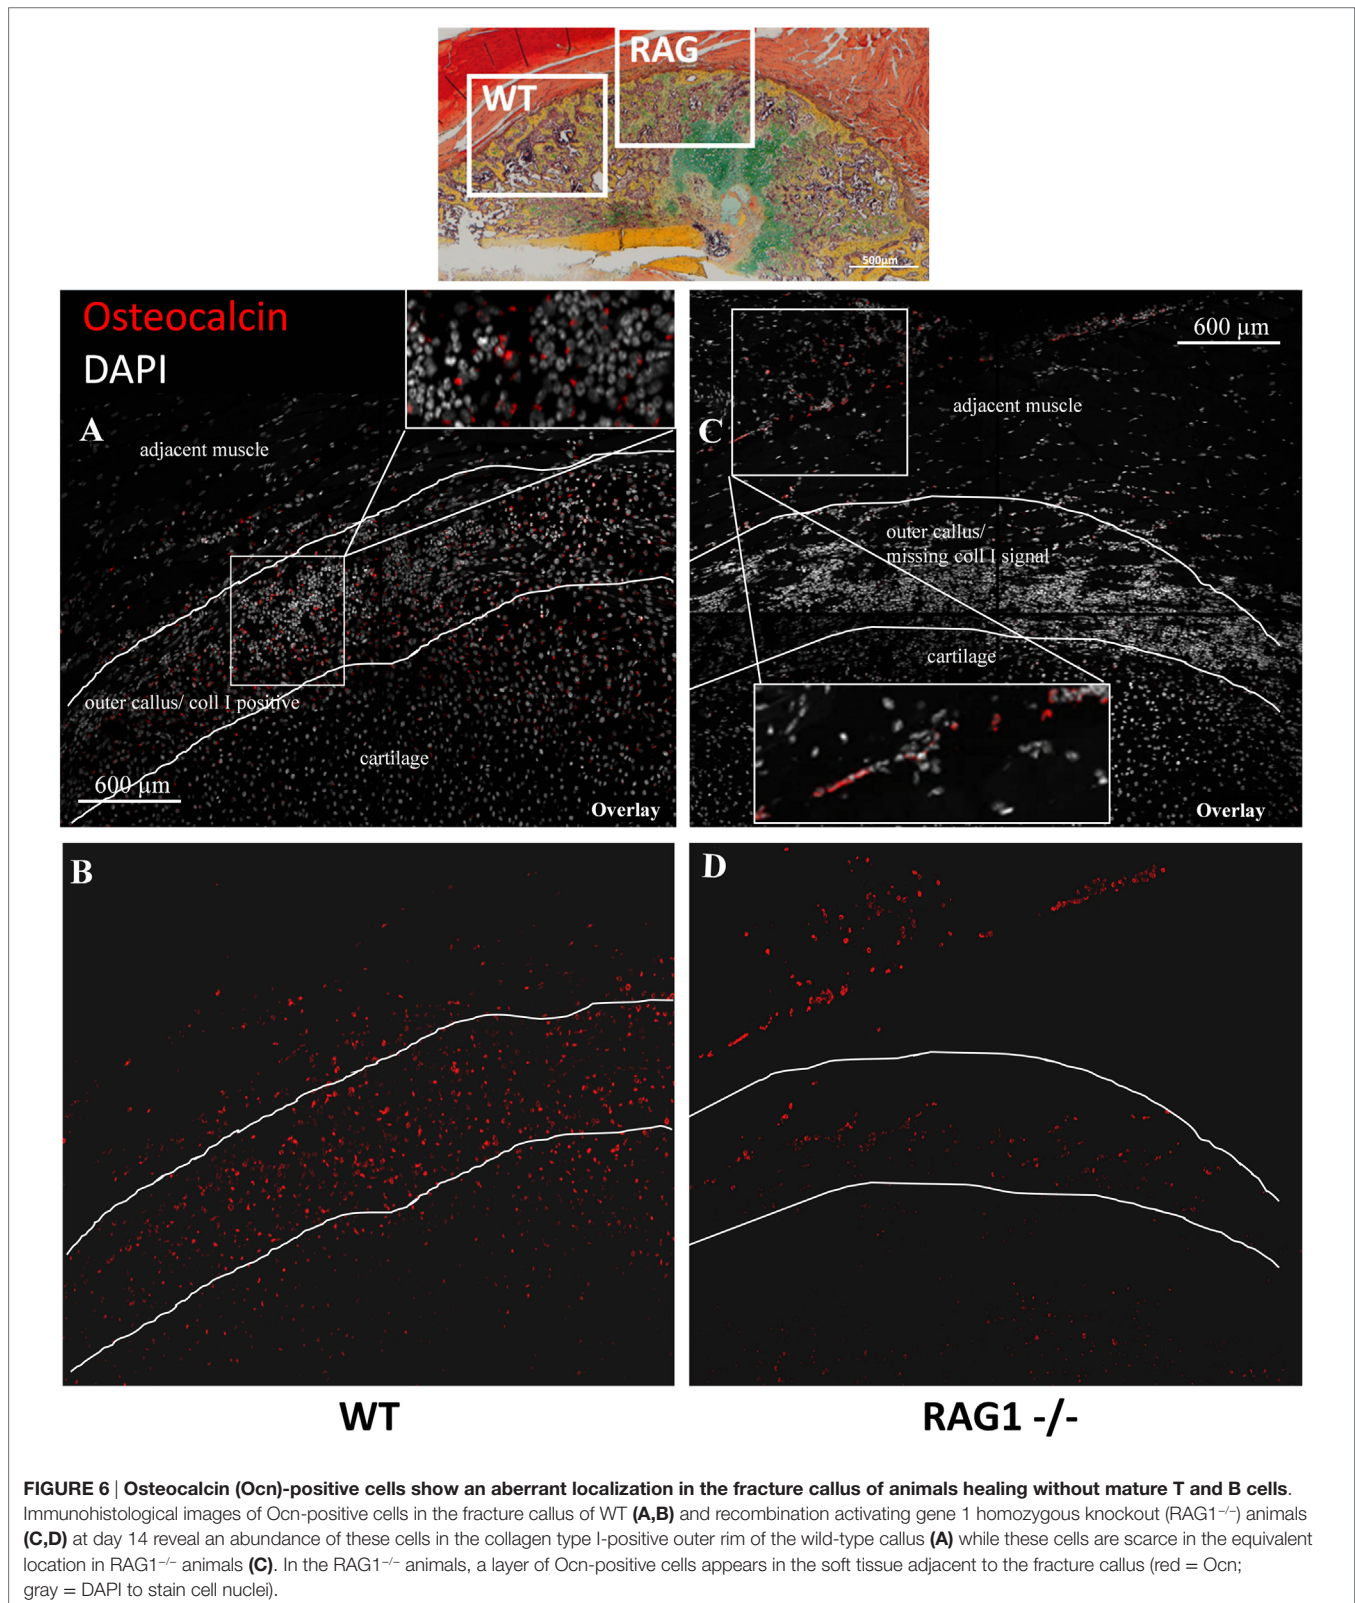 RAG
WT
500µm
Osteocalcin
DAPI
A
adjacent muscle
outer callus/ coll I positive
cartilage
600 µm
Overlay
600 µm
C
adjacent muscle
outer callus/
missing coll I signal
cartilage
Overlay
B
D
WT
RAG1 -/-
FIGURE 6 | Osteocalcin (Ocn)-positive cells show an aberrant localization in the fracture callus of animals healing without mature T and B cells.
Immunohistological images of Ocn-positive cells in the fracture callus of WT (A,B) and recombination activating gene 1 homozygous knockout (RAG1−/−) animals
(C,D) at day 14 reveal an abundance of these cells in the collagen type I-positive outer rim of the wild-type callus (A) while these cells are scarce in the equivalent
location in RAG1−/− animals (C). In the RAG1−/− animals, a layer of Ocn-positive cells appears in the soft tissue adjacent to the fracture callus (red = Ocn;
gray = DAPI to stain cell nuclei).